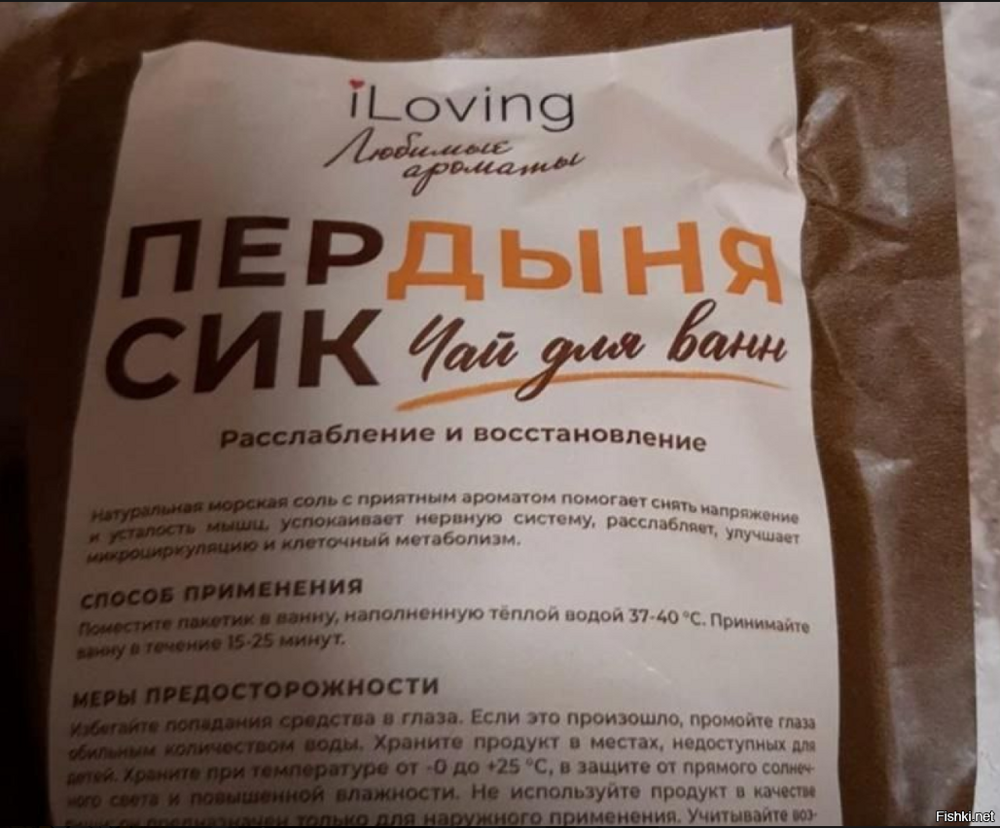 iLoving
Любимые
ароматы
ПЕРДЫНЯ
СИК Чай для ванн
Расслабление и восстановление
Натуральная морская соль с приятным ароматом помогает снять напряжение
и усталость мышц, успокаивает нервную систему, расслабляет, улучшает
микроциркуляцию и клеточный метаболизм.
СПОСОБ ПРИМЕНЕНИЯ
Поместите пакетик в ванну, наполненную тёплой водой 37-40 °C. Принимайте
ванну в течение 15-25 минут.
МЕРЫ ПРЕДОСТОРОЖНОСТИ
Избегайте попадания средства в глаза. Если это произошло, промойте глаза
обильным количеством воды. Храните продукт в местах, недоступных для
детей. Храните при температуре от -0 до +25 °C, в защите от прямого солнеч-
ного света и повышенной влажности. Не используйте продукт в качестве
предназначен только для наружного применения. Учитывайте воз-
Fishki.net